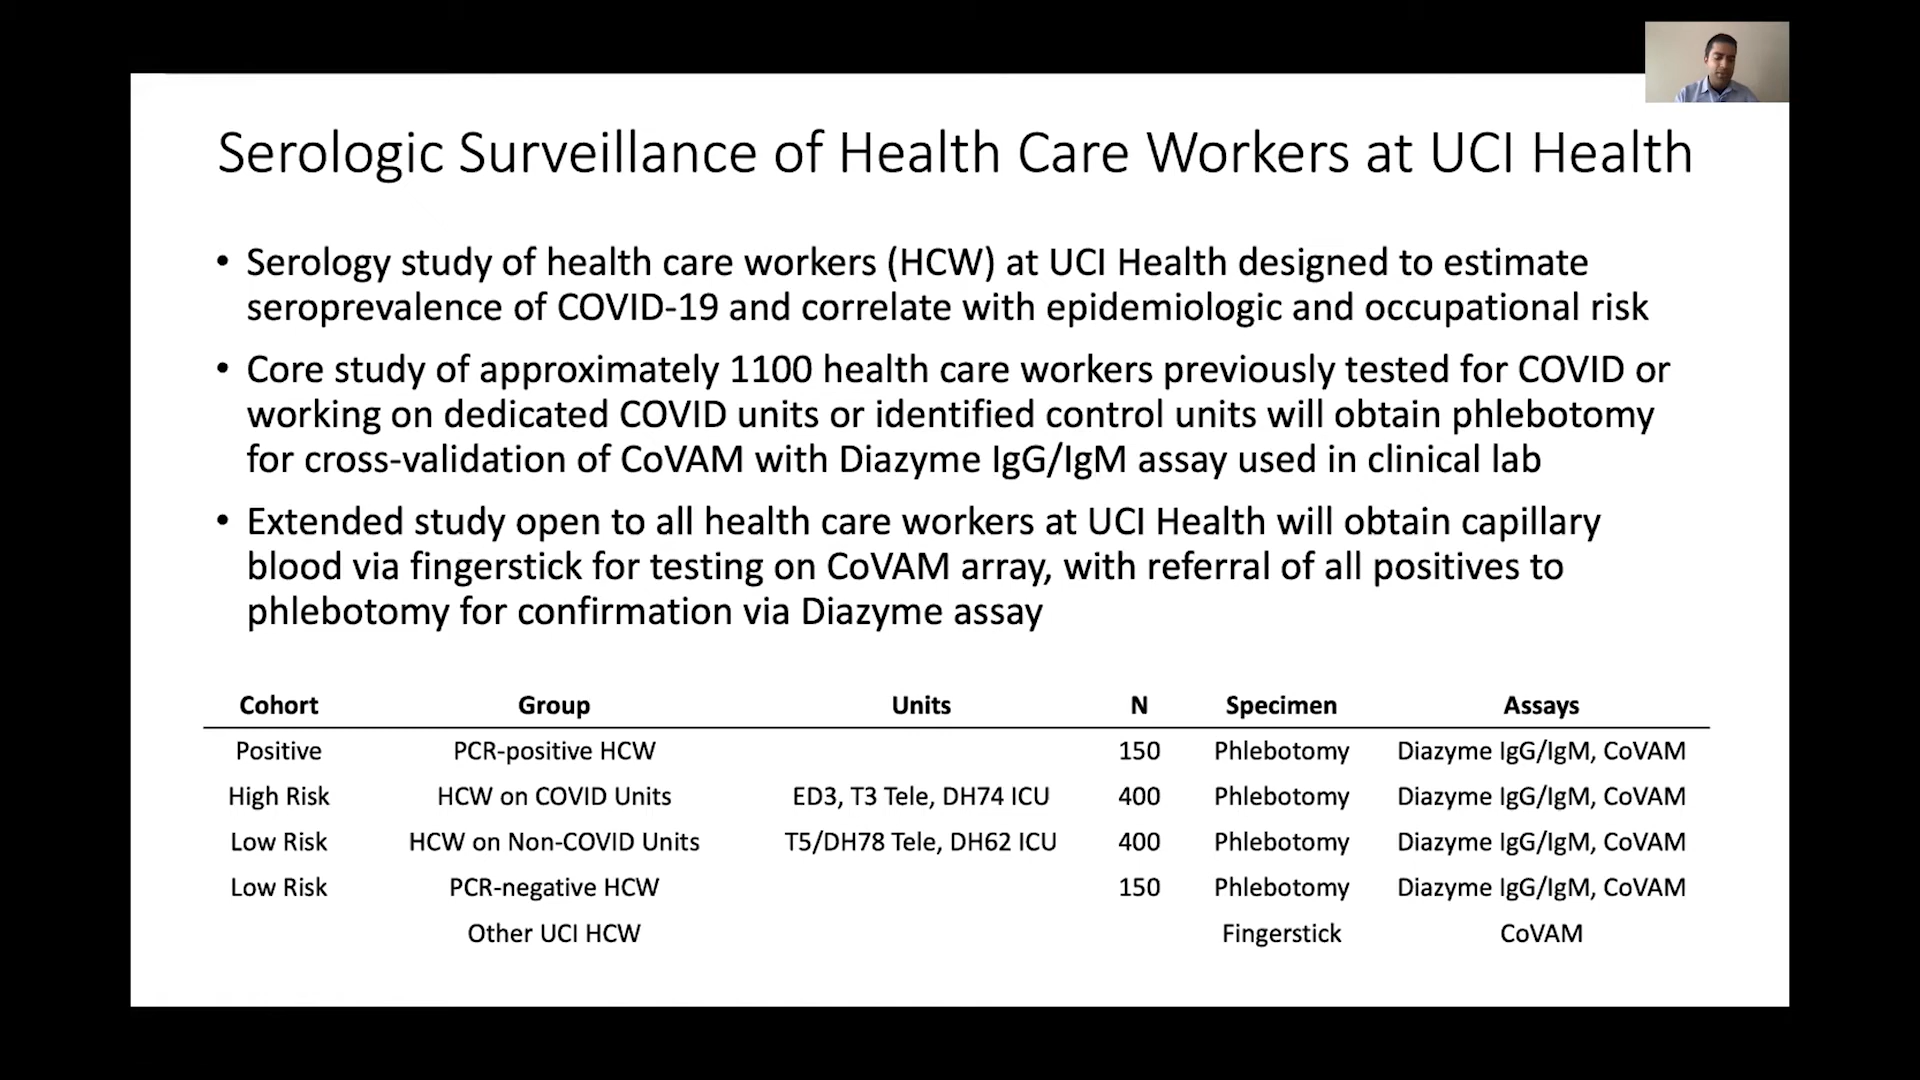 Serologic Surveillance of Health Care Workers at UCI Health
• Serology study of health care workers (HCW) at UCI Health designed to estimate
seroprevalence of COVID-19 and correlate with epidemiologic and occupational risk
• Core study of approximately 1100 health care workers previously tested for COVID or
working on dedicated COVID units or identified control units will obtain phlebotomy
for cross-validation of CoVAM with Diazyme IgG/IgM assay used in clinical lab
• Extended study open to all health care workers at UCI Health will obtain capillary
blood via fingerstick for testing on CoVAM array, with referral of all positives to
phlebotomy for confirmation via Diazyme assay
Cohort Group Units N Specimen Assays
Positive PCR-positive HCW 150 Phlebotomy Diazyme IgG/IgM, CoVAM
High Risk HCW on COVID Units ED3, T3 Tele, DH74 ICU 400 Phlebotomy Diazyme IgG/IgM, CoVAM
Low Risk HCW on Non-COVID Units T5/DH78 Tele, DH62 ICU 400 Phlebotomy Diazyme IgG/IgM, CoVAM
Low Risk PCR-negative HCW 150 Phlebotomy Diazyme IgG/IgM, CoVAM
Other UCI HCW Fingerstick CoVAM